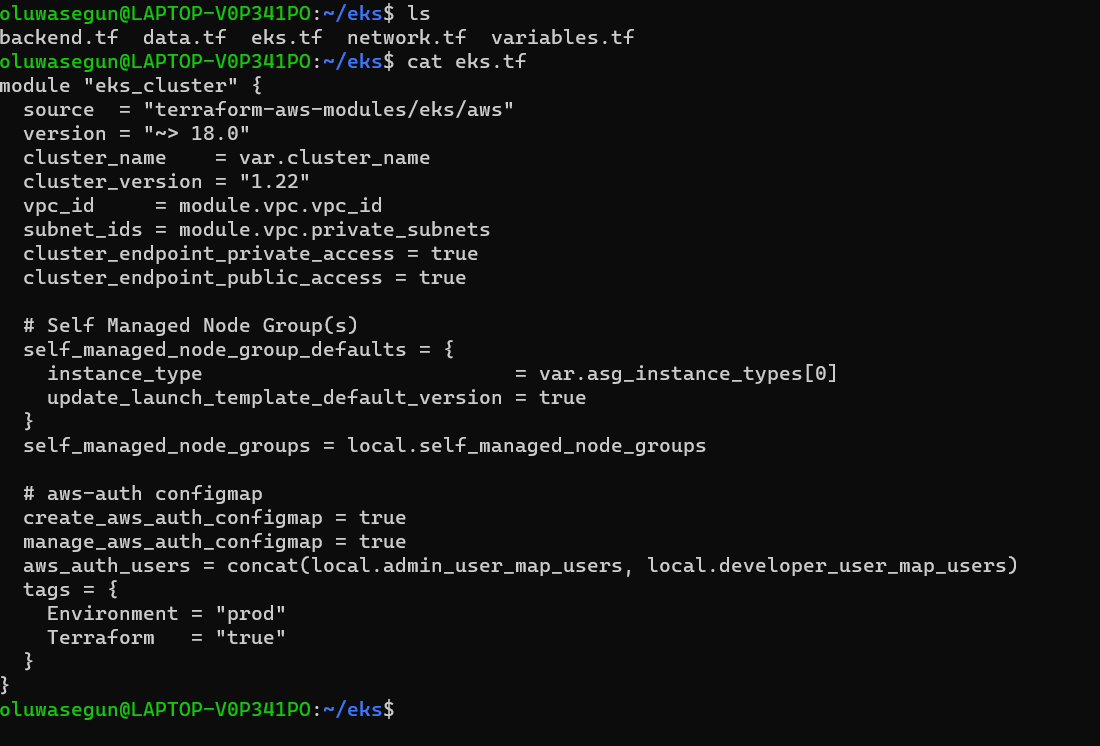 oluwasegun@LAPTOP-V0P341PO:~/eks$ ls
backend.tf  data.tf  eks.tf  network.tf  variables.tf
oluwasegun@LAPTOP-V0P341PO:~/eks$ cat eks.tf
module "eks_cluster" {
  source  = "terraform-aws-modules/eks/aws"
  version = "~> 18.0"
  cluster_name    = var.cluster_name
  cluster_version = "1.22"
  vpc_id     = module.vpc.vpc_id
  subnet_ids = module.vpc.private_subnets
  cluster_endpoint_private_access = true
  cluster_endpoint_public_access = true

  # Self Managed Node Group(s)
  self_managed_node_group_defaults = {
    instance_type                          = var.asg_instance_types[0]
    update_launch_template_default_version = true
  }
  self_managed_node_groups = local.self_managed_node_groups

  # aws-auth configmap
  create_aws_auth_configmap = true
  manage_aws_auth_configmap = true
  aws_auth_users = concat(local.admin_user_map_users, local.developer_user_map_users)
  tags = {
    Environment = "prod"
    Terraform   = "true"
  }
}
oluwasegun@LAPTOP-V0P341PO:~/eks$